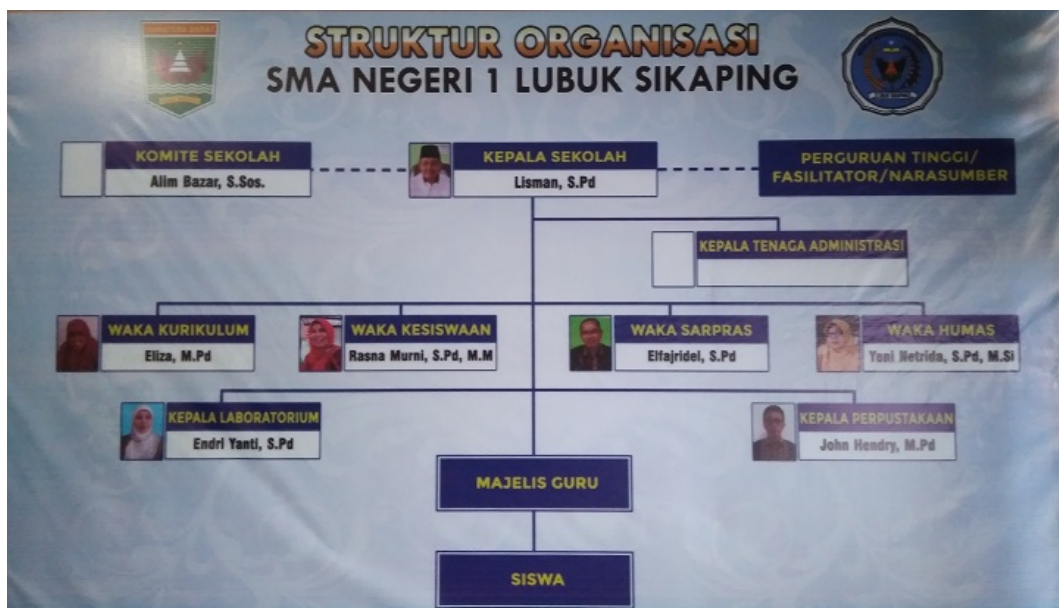 SUMATERA BARAT
STRUKTUR ORGANISASI
SMA NEGERI 1 LUBUK SIKAPING
KOMITE SEKOLAH
Alim Bazar, S.Sos.
KEPALA SEKOLAH
Lisman, S.Pd
PERGURUAN TINGGI/
FASILITATOR/NARASUMBER
KEPALA TENAGA ADMINISTRASI
WAKA KURIKULUM
Eliza, M.Pd
WAKA KESISWAAN
Rasna Murni, S.Pd, M.M
WAKA SARPRAS
Elfajridel, S.Pd
WAKA HUMAS
Yeni Netrida, S.Pd, M.Si
KEPALA LABORATORIUM
Endri Yanti, S.Pd
KEPALA PERPUSTAKAAN
John Hendry, M.Pd
MAJELIS GURU
SISWA